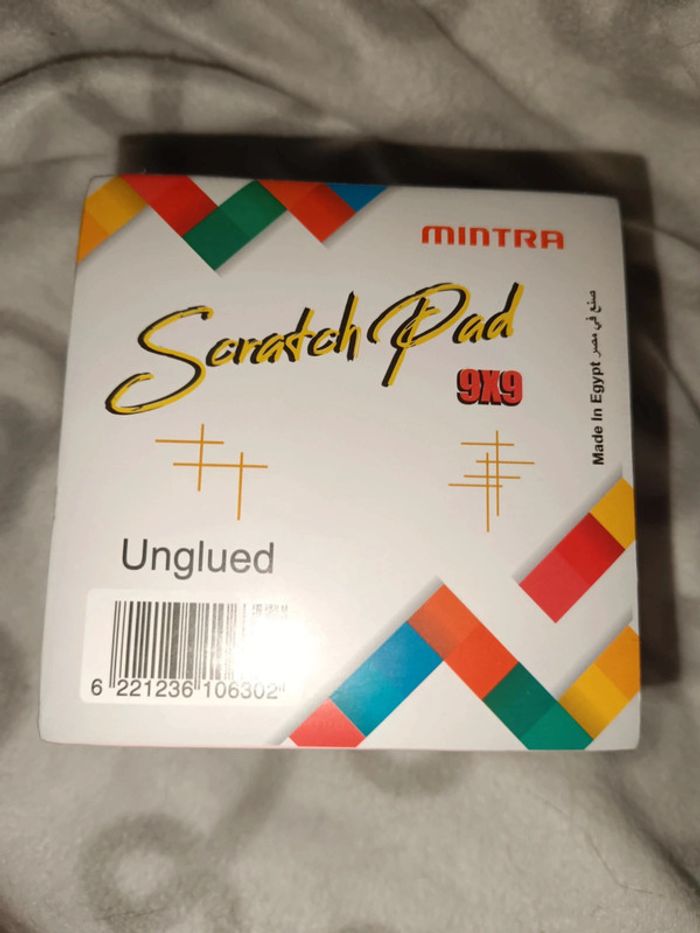 MINTRA
Scratch Pad
9X9
Made In Egypt صنع في مصر
Unglued
6 221236 106302